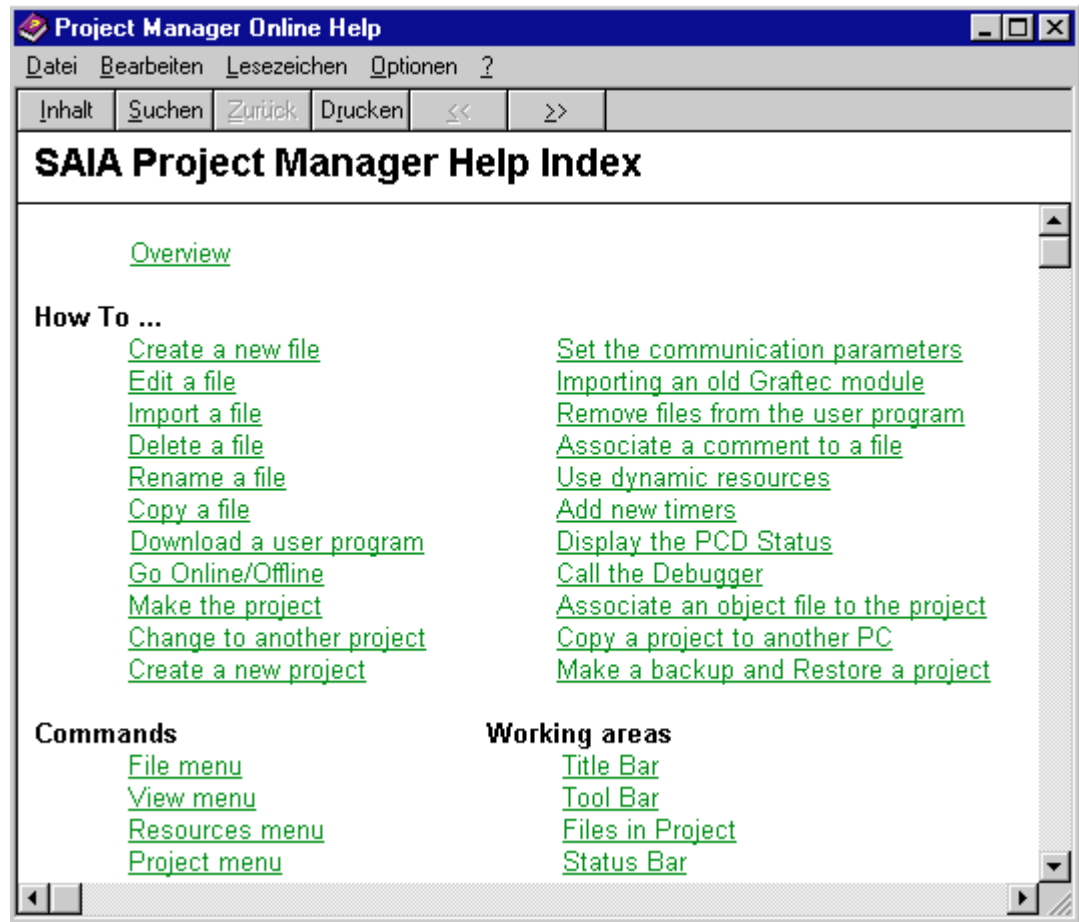 Project Manager Online Help
Datei Bearbeiten Lesezeichen Optionen ?
Inhalt Suchen Zurück Drucken << >>
SAIA Project Manager Help Index
Overview
How To ...
Create a new file
Edit a file
Import a file
Delete a file
Rename a file
Copy a file
Download a user program
Go Online/Offline
Make the project
Change to another project
Create a new project
Set the communication parameters
Importing an old Graftec module
Remove files from the user program
Associate a comment to a file
Use dynamic resources
Add new timers
Display the PCD Status
Call the Debugger
Associate an object file to the project
Copy a project to another PC
Make a backup and Restore a project
Commands
File menu
View menu
Resources menu
Project menu
Working areas
Title Bar
Tool Bar
Files in Project
Status Bar